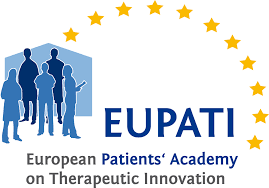 EUPATI
European Patients‘ Academy
on Therapeutic Innovation